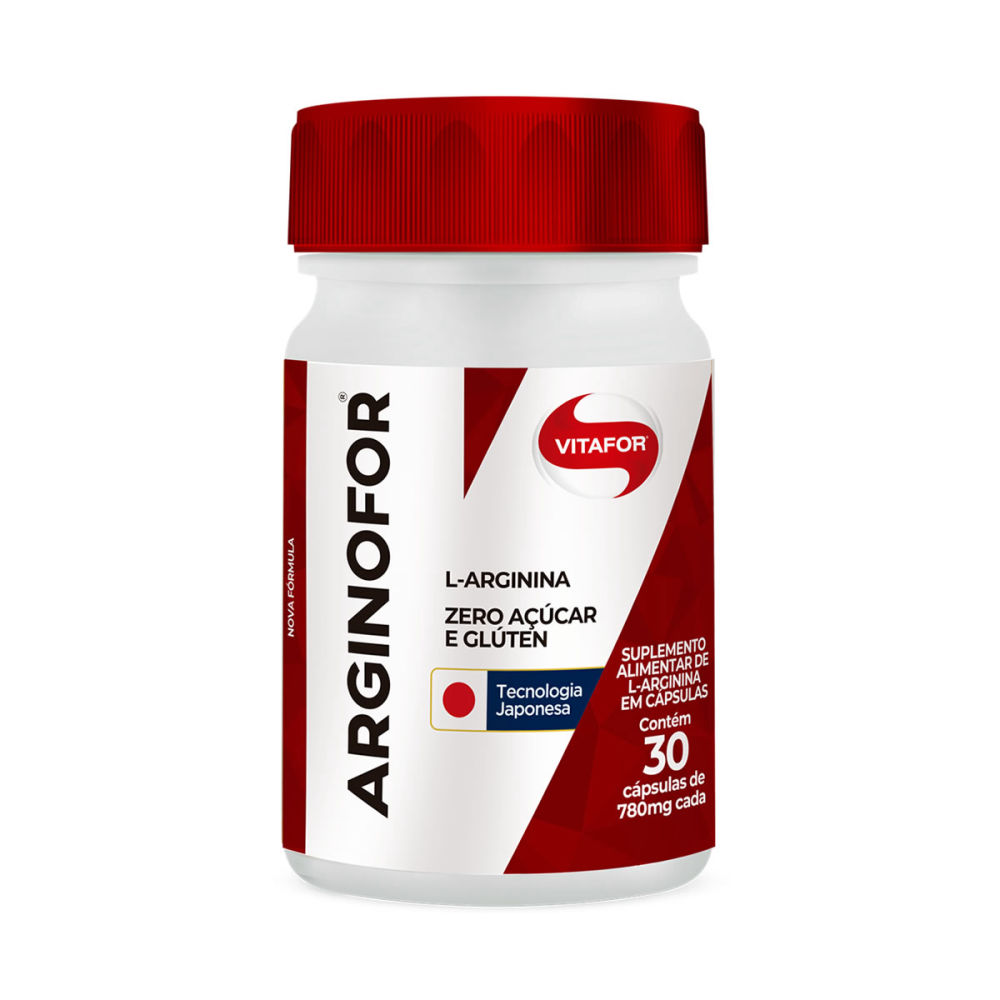 NOVA FÓRMULA
ARGINOFOR®
VITAFOR®
L-ARGININA
ZERO AÇÚCAR
E GLÚTEN
Tecnologia
Japonesa
SUPLEMENTO
ALIMENTAR DE
L-ARGININA
EM CÁPSULAS
Contém
30
cápsulas de
780mg cada